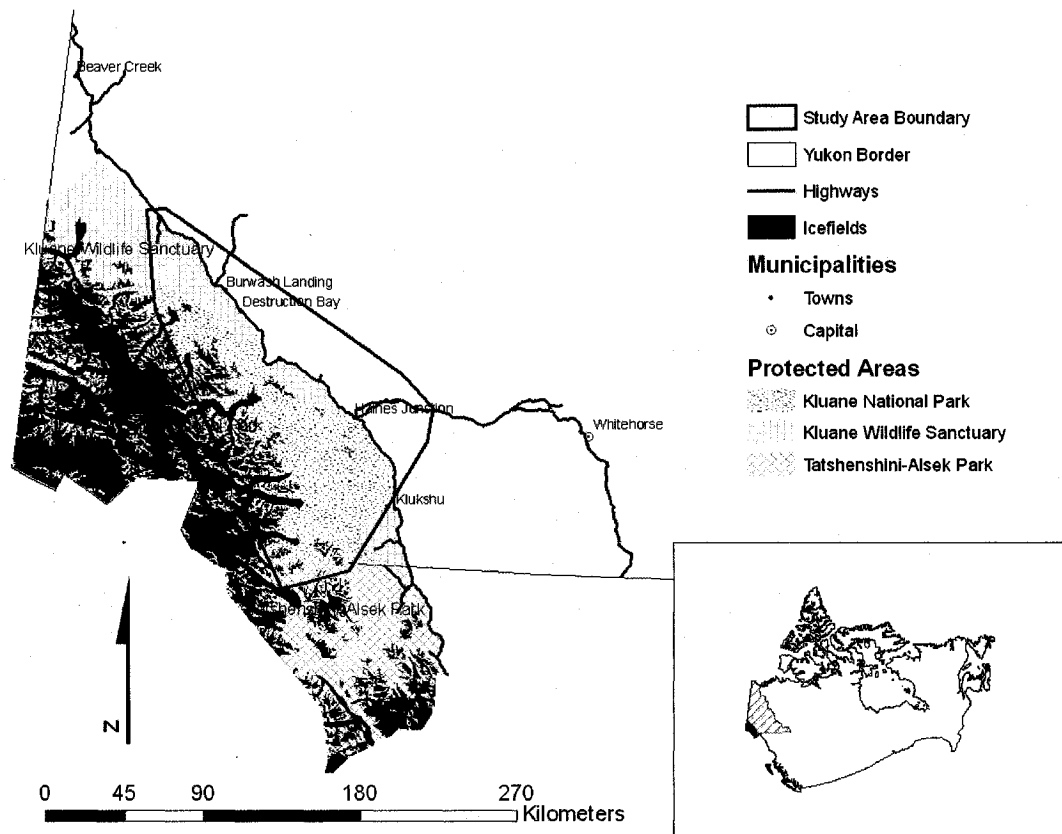 Beaver Creek
Kluane Wildlife Sanctuary
Burwash Landing
Destruction Bay
Haines Junction
Whitehorse
Klukshu
Alsek Park
N
0 45 90 180 270
Kilometers
Study Area Boundary
Yukon Border
Highways
Icefields
Municipalities
Towns
Capital
Protected Areas
Kluane National Park
Kluane Wildlife Sanctuary
Tatshenshini-Alsek Park